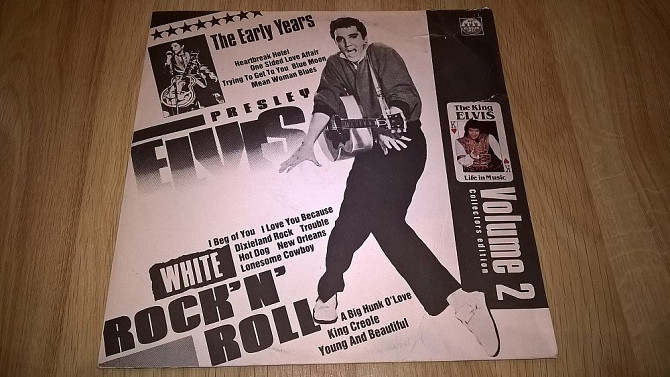 The Early Years
Heartbreak Hotel
One Sided Love Affair
Trying To Get To You Blue Moon
Mean Woman Blues
PRESLEY
ELVIS
The King
ELVIS
K
K
Life in Music
Volume 2
Collectors edition
I Beg of You I Love You Because
Dixieland Rock Trouble
Hot Dog New Orleans
Lonesome Cowboy
WHITE
ROCK'N'
ROLL
A Big Hunk O'Love
King Creole
Young And Beautiful